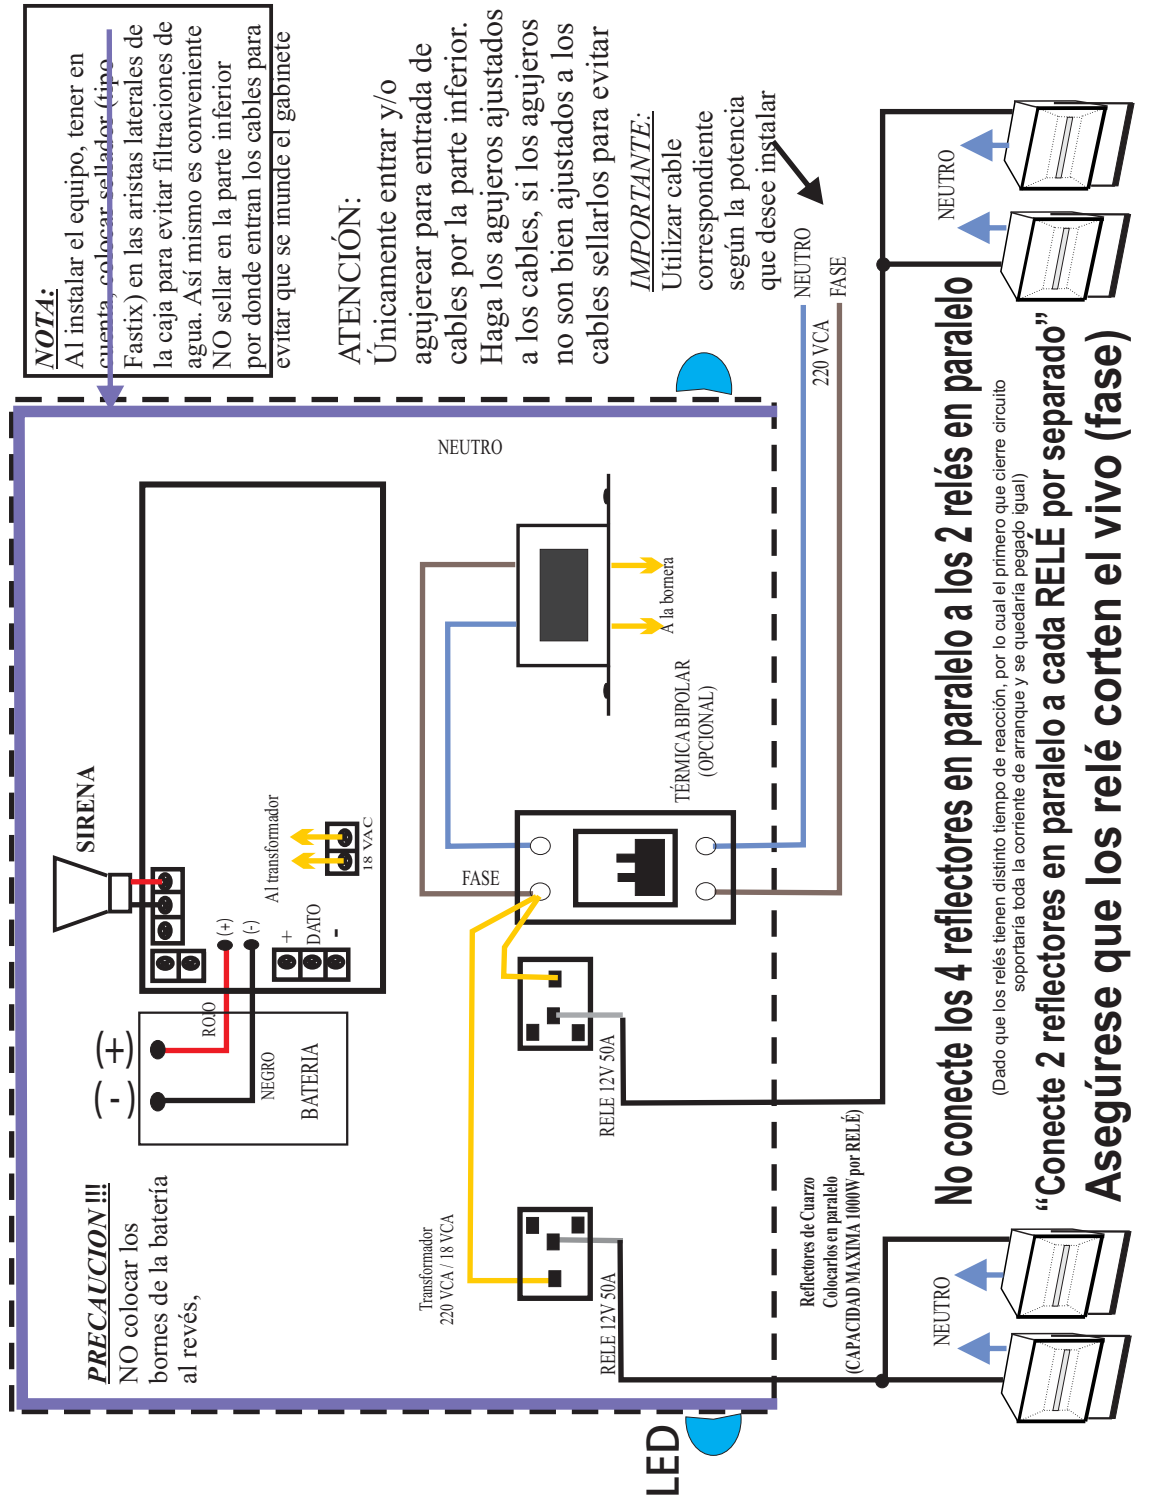 NOTA:
Al instalar el equipo, tener en
cuenta, colocar sellador (tipo
Fastix) en las aristas laterales de
la caja para evitar filtraciones de
agua. Así mismo es conveniente
NO sellar en la parte inferior
por donde entran los cables para
evitar que se inunde el gabinete
ATENCIÓN:
Únicamente entrar y/o
agujerear para entrada de
cables por la parte inferior.
Haga los agujeros ajustados
a los cables, si los agujeros
no son bien ajustados a los
cables sellarlos para evitar
IMPORTANTE:
Utilizar cable
correspondiente
según la potencia
que desee instalar
NEUTRO
220 VCA
FASE
SIRENA
Al transformador
18 VAC
(+)
(-)
+
DATO
-
(+)
(-)
ROJO
NEGRO
BATERIA
PRECAUCION!!!
NO colocar los
bornes de la batería
al revés,
NEUTRO
FASE
A la bornera
TÉRMICA BIPOLAR
(OPCIONAL)
Transformador
220 VCA / 18 VCA
RELE 12V 50A
RELE 12V 50A
LED
Reflectores de Cuarzo
Colocarlos en paralelo
(CAPACIDAD MAXIMA 1000W por RELÉ)
NEUTRO
NEUTRO
No conecte los 4 reflectores en paralelo a los 2 relés en paralelo
(Dado que los relés tienen distinto tiempo de reacción, por lo cual el primero que cierre circuito
soportaría toda la corriente de arranque y se quedaría pegado igual)
“Conecte 2 reflectores en paralelo a cada RELÉ por separado”
Asegúrese que los relé corten el vivo (fase)